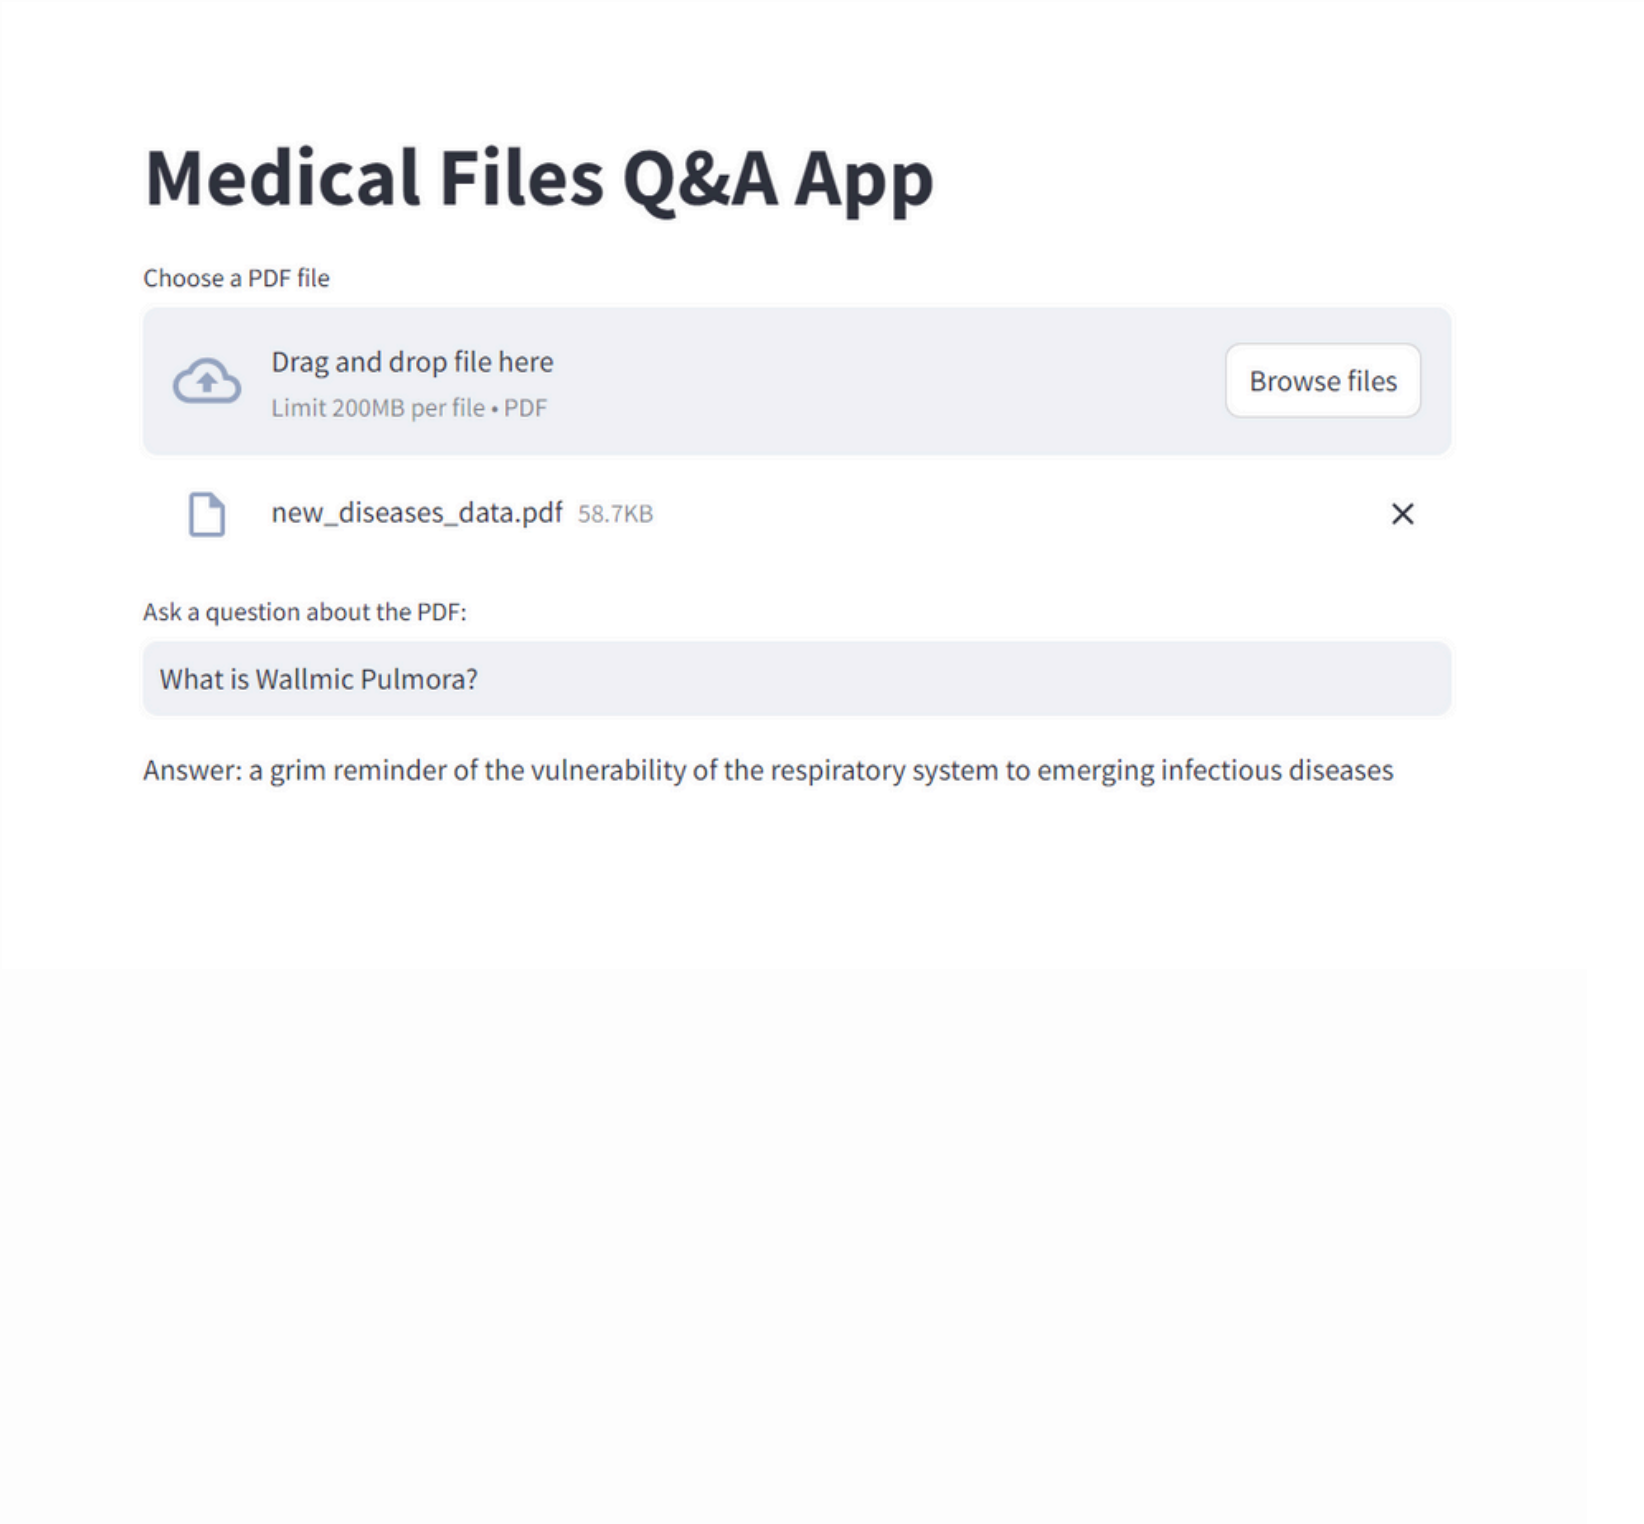 Medical Files Q&A App
Choose a PDF file
Drag and drop file here
Limit 200MB per file • PDF
Browse files
new_diseases_data.pdf 58.7KB
Ask a question about the PDF:
What is Wallmic Pulmora?
Answer: a grim reminder of the vulnerability of the respiratory system to emerging infectious diseases